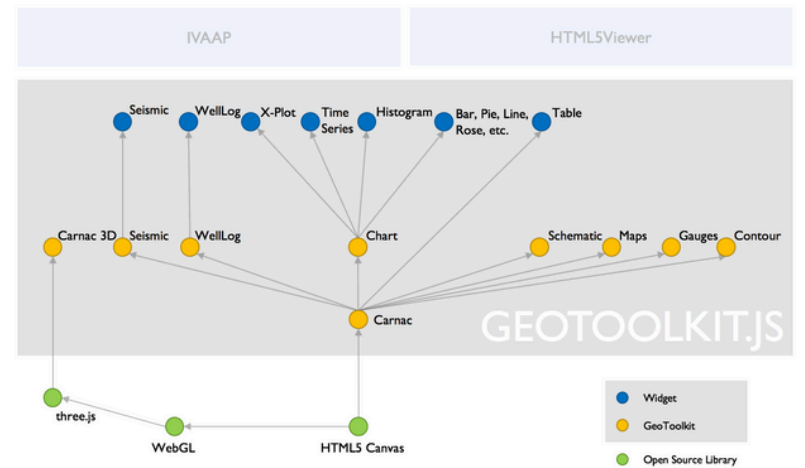 IVAAP
HTML5Viewer
Seismic
WellLog
X-Plot
Time
Series
Histogram
Bar, Pie, Line,
Rose, etc.
Table
Carnac 3D
Seismic
WellLog
Chart
Schematic
Maps
Gauges
Contour
Carnac
GEOTOOLKIT.JS
three.js
WebGL
HTML5 Canvas
Widget
GeoToolkit
Open Source Library